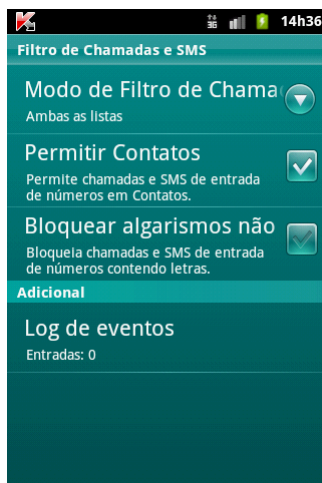 3G 14h36
Filtro de Chamadas e SMS
Modo de Filtro de Chama
Ambas as listas
Permitir Contatos
Permite chamadas e SMS de entrada
de números em Contatos.
Bloquear algarismos não
Bloqueia chamadas e SMS de entrada
de números contendo letras.
Adicional
Log de eventos
Entradas: 0